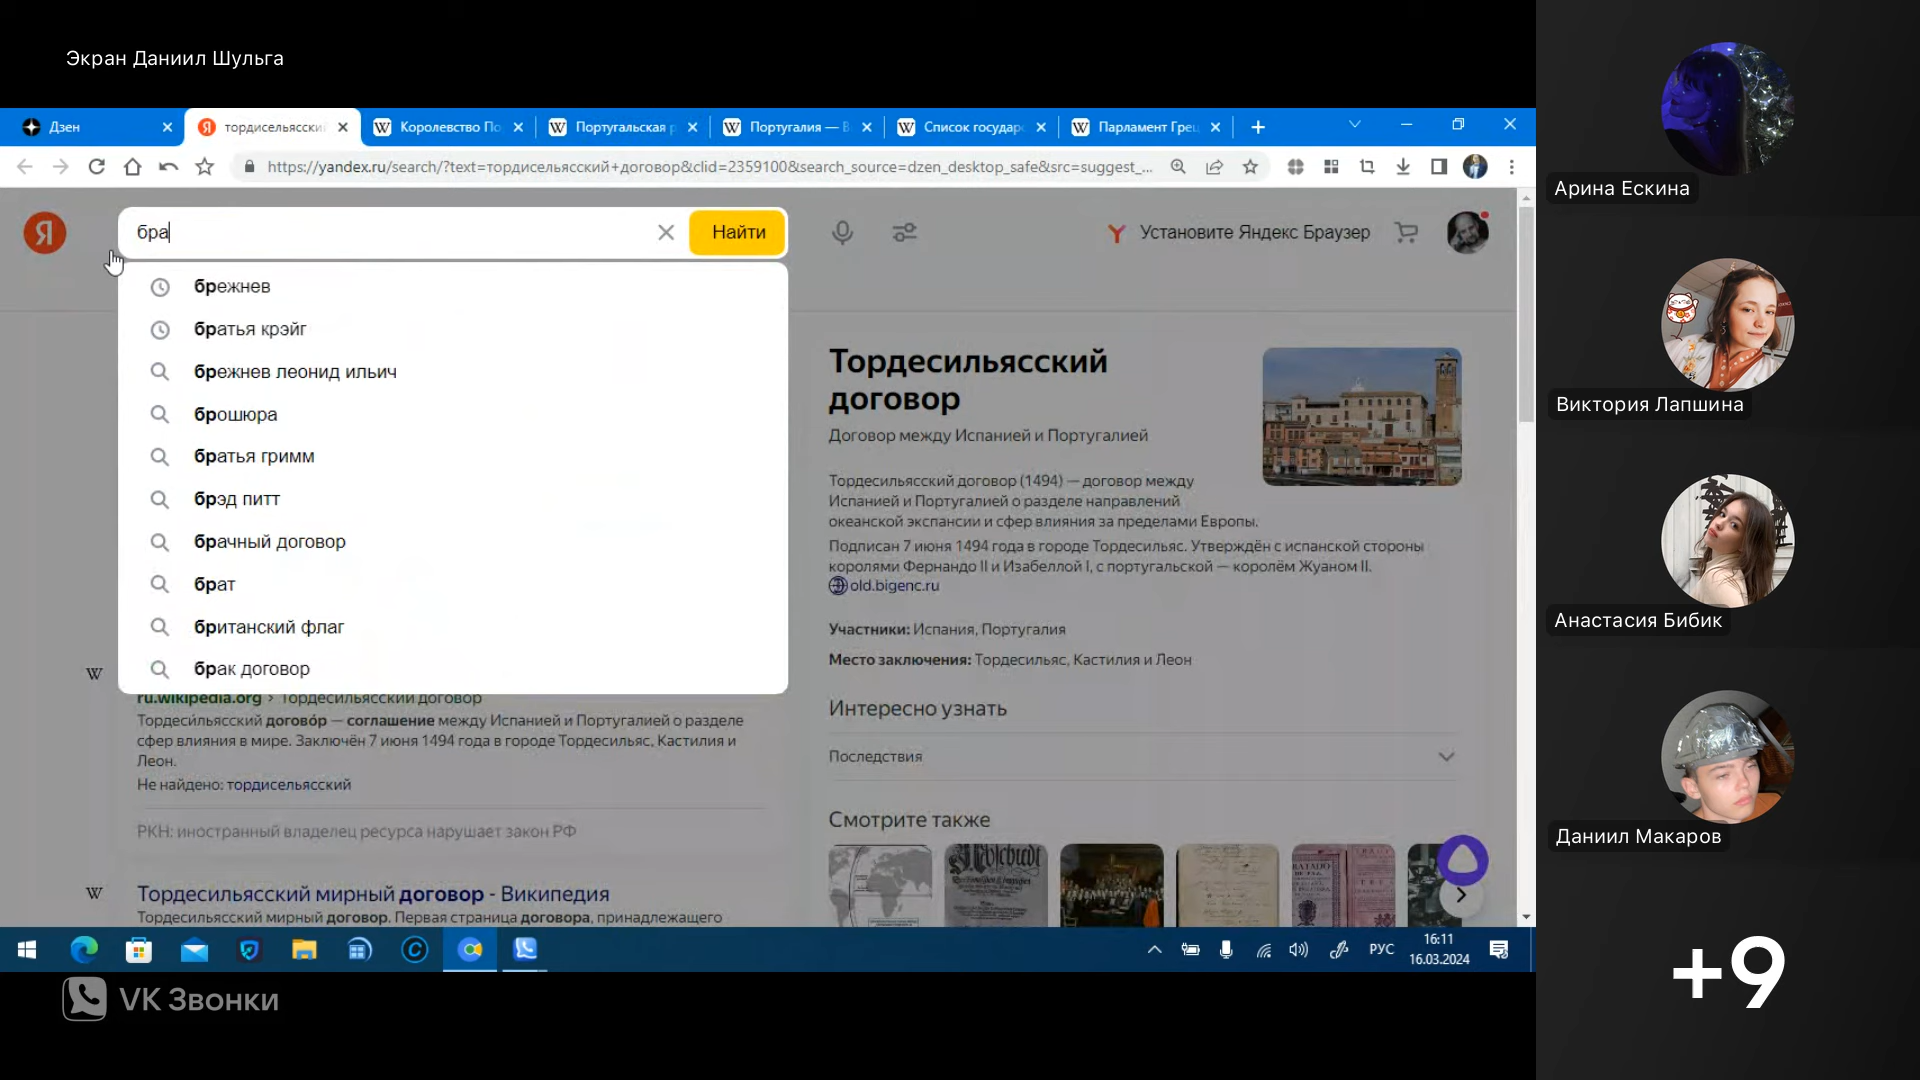 Экран Даниил Шульга
Дзен
тордисельясски
Королевство По
Португальская р
Португалия — В
Список государс
Парламент Грец
https://yandex.ru/search/?text=тордисельясский+договор&clid=2359100&search_source=dzen_desktop_safe&src=suggest_...
Я
бра
Найти
Установите Яндекс Браузер
брежнев
братья крэйг
брежнев леонид ильич
брошюра
братья гримм
брэд питт
брачный договор
брат
британский флаг
брак договор
ru.wikipedia.org › Тордесильясский договор
Тордеси́льясский догово́р — соглашение между Испанией и Португалией о разделе
сфер влияния в мире. Заключён 7 июня 1494 года в городе Тордесильяс, Кастилия и
Леон.
Не найдено: тордисельясский
РКН: иностранный владелец ресурса нарушает закон РФ
Тордесильясский мирный договор - Википедия
Тордесильясский мирный договор. Первая страница договора, принадлежащего
Тордесильясский
договор
Договор между Испанией и Португалией
Тордесильясский договор (1494) — договор между
Испанией и Португалией о разделе направлений
океанской экспансии и сфер влияния за пределами Европы.
Подписан 7 июня 1494 года в городе Тордесильяс. Утверждён с испанской стороны
королями Фернандо II и Изабеллой I, с португальской — королём Жуаном II.
old.bigenc.ru
Участники: Испания, Португалия
Место заключения: Тордесильяс, Кастилия и Леон
Интересно узнать
Последствия
Смотрите также
РУС
16:11
16.03.2024
VK Звонки
Арина Ескина
Виктория Лапшина
Анастасия Бибик
Даниил Макаров
+9